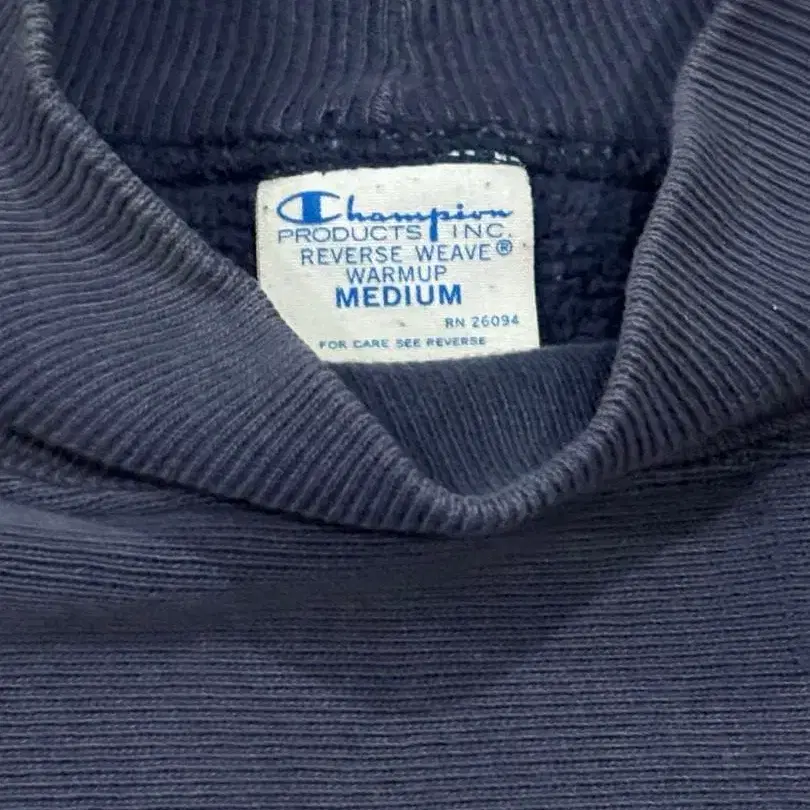 Champion
PRODUCTS INC.
REVERSE WEAVE®
WARMUP
MEDIUM
RN 26094
FOR CARE SEE REVERSE